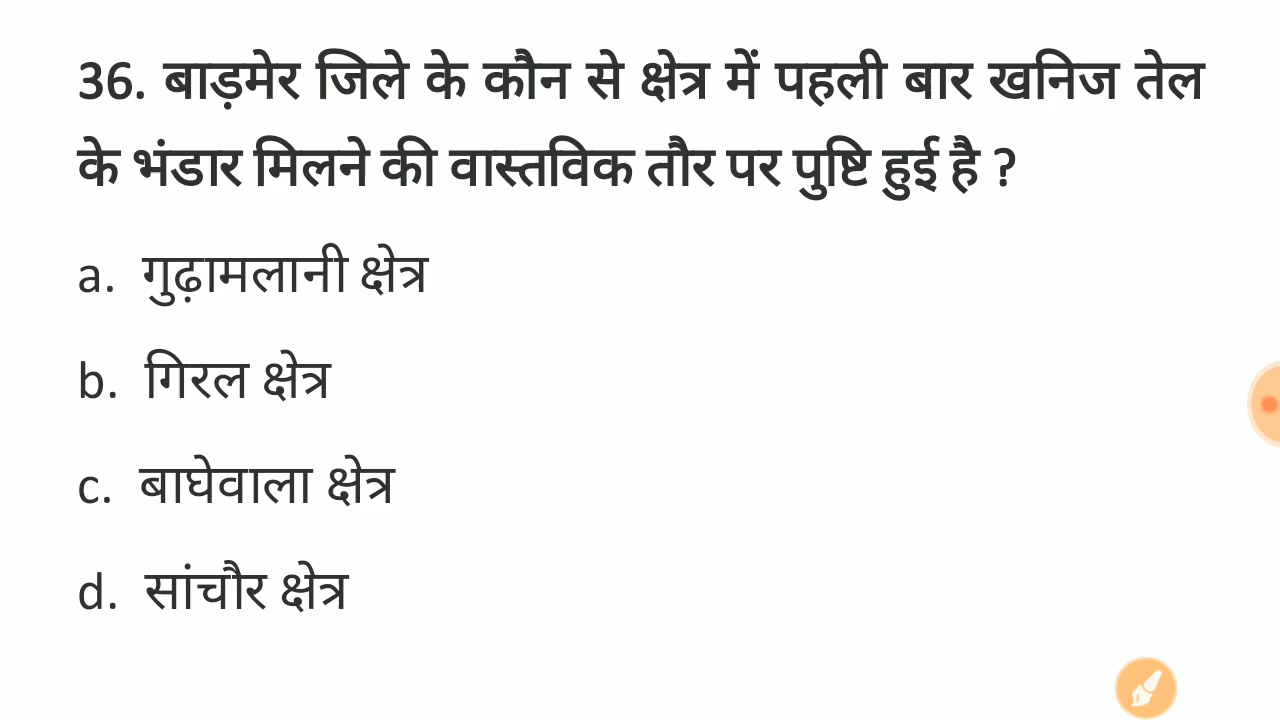 36. बाड़मेर जिले के कौन से क्षेत्र में पहली बार खनिज तेल
के भंडार मिलने की वास्तविक तौर पर पुष्टि हुई है ?
a. गुढ़ामलानी क्षेत्र
b. गिरल क्षेत्र
c. बाघेवाला क्षेत्र
d. सांचौर क्षेत्र